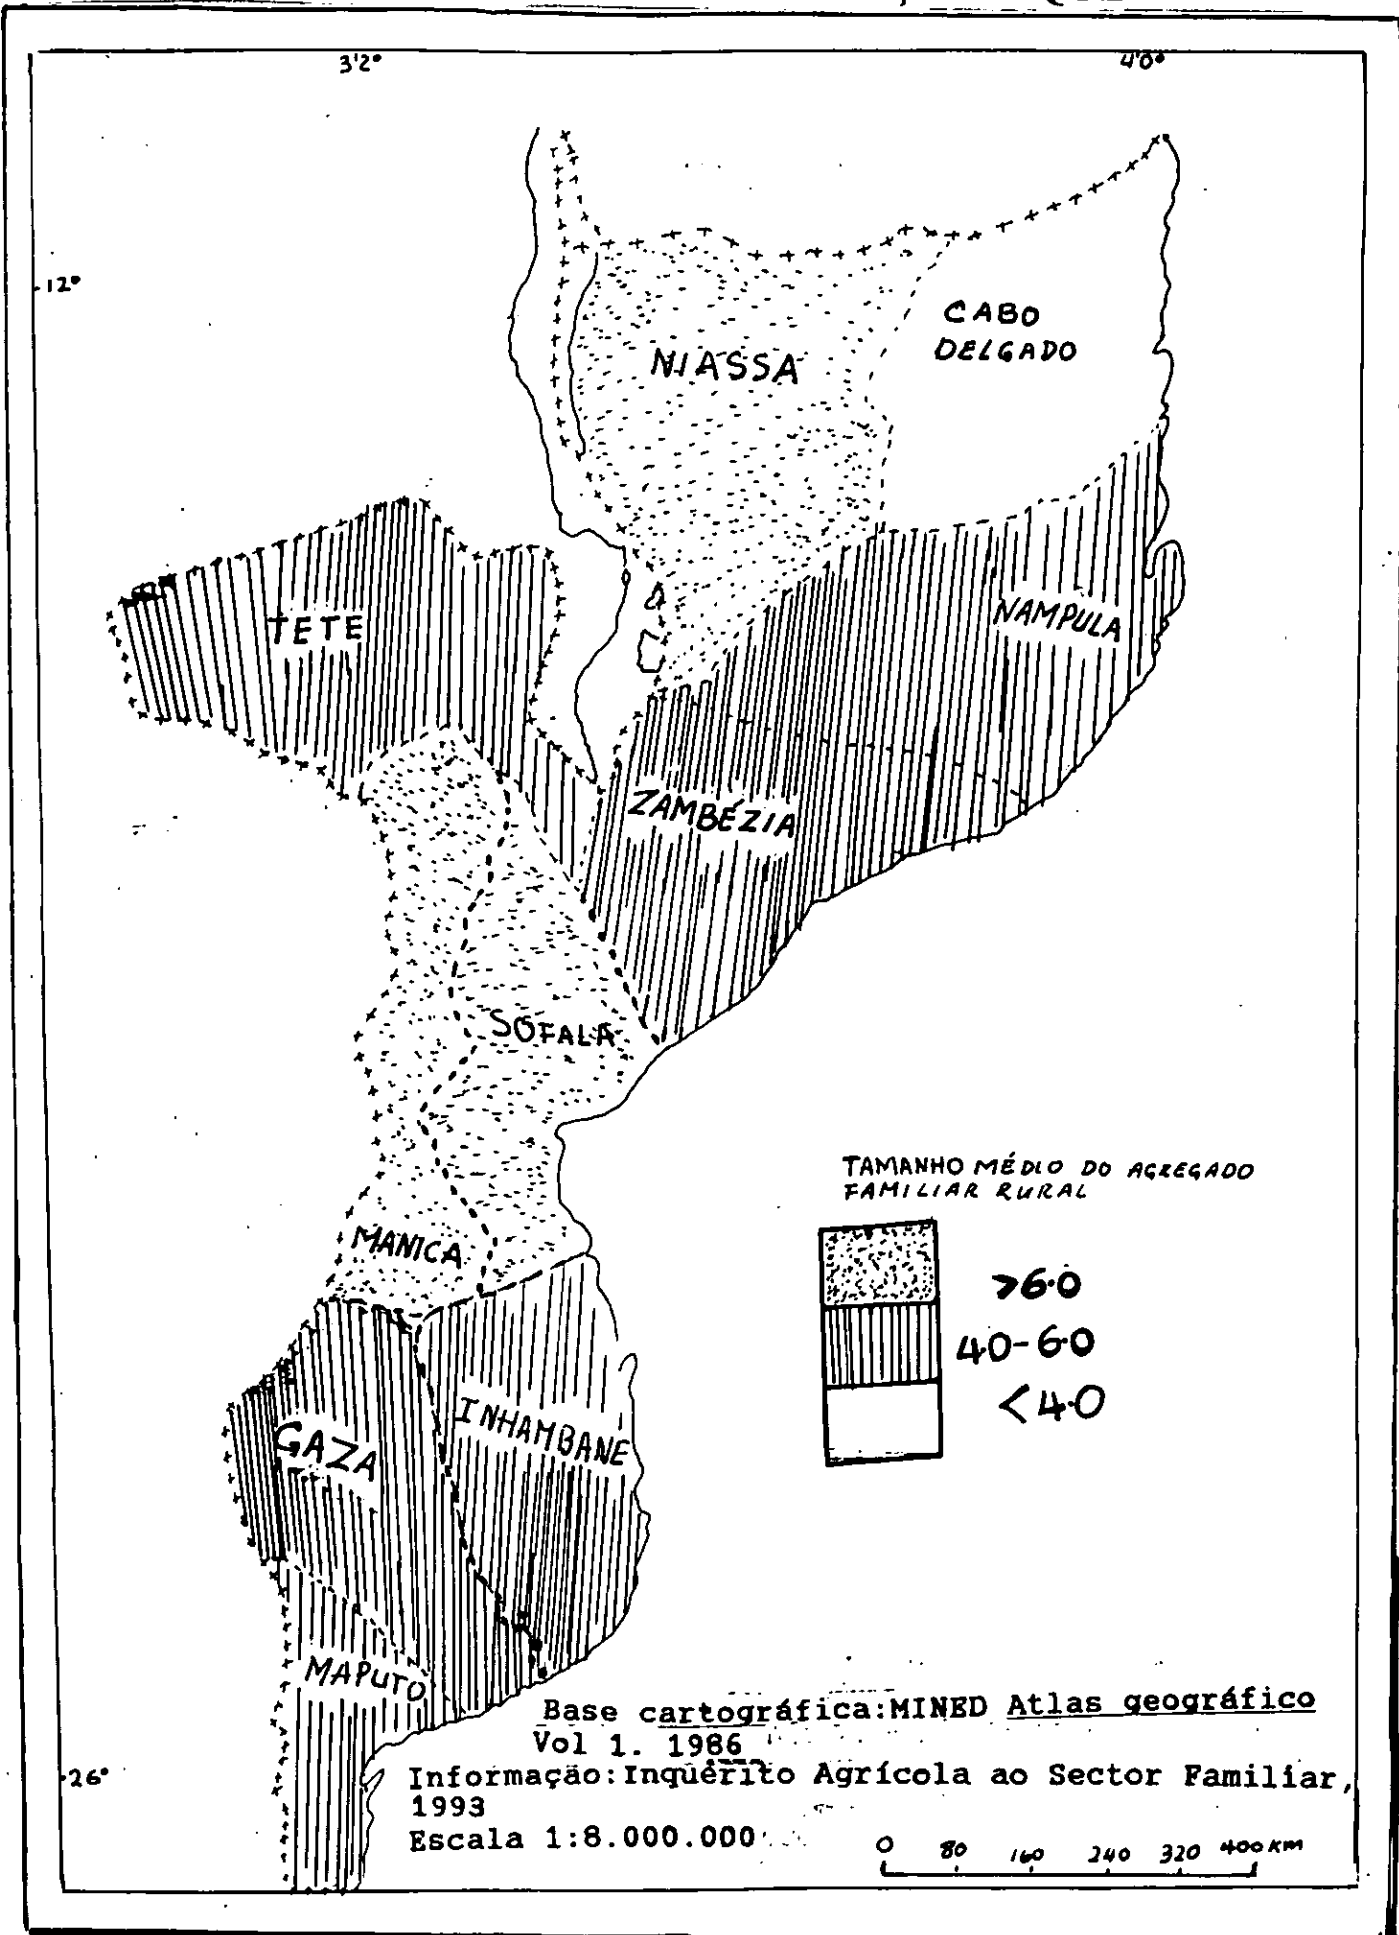 32°
40°
12°
CABO
DELGADO
NIASSA
NAMPULA
TETE
ZAMBÉZIA
SOFALA
TAMANHO MÉDIO DO AGREGADO
FAMILIAR RURAL
MANICA
>6.0
4.0-6.0
<4.0
INHAMBANE
GAZA
MAPUTO
Base cartográfica:MINED Atlas geográfico
Vol 1. 1986
26°
Informação:Inquérito Agrícola ao Sector Familiar,
1993
Escala 1:8.000.000
0 80 160 240 320 400 KM